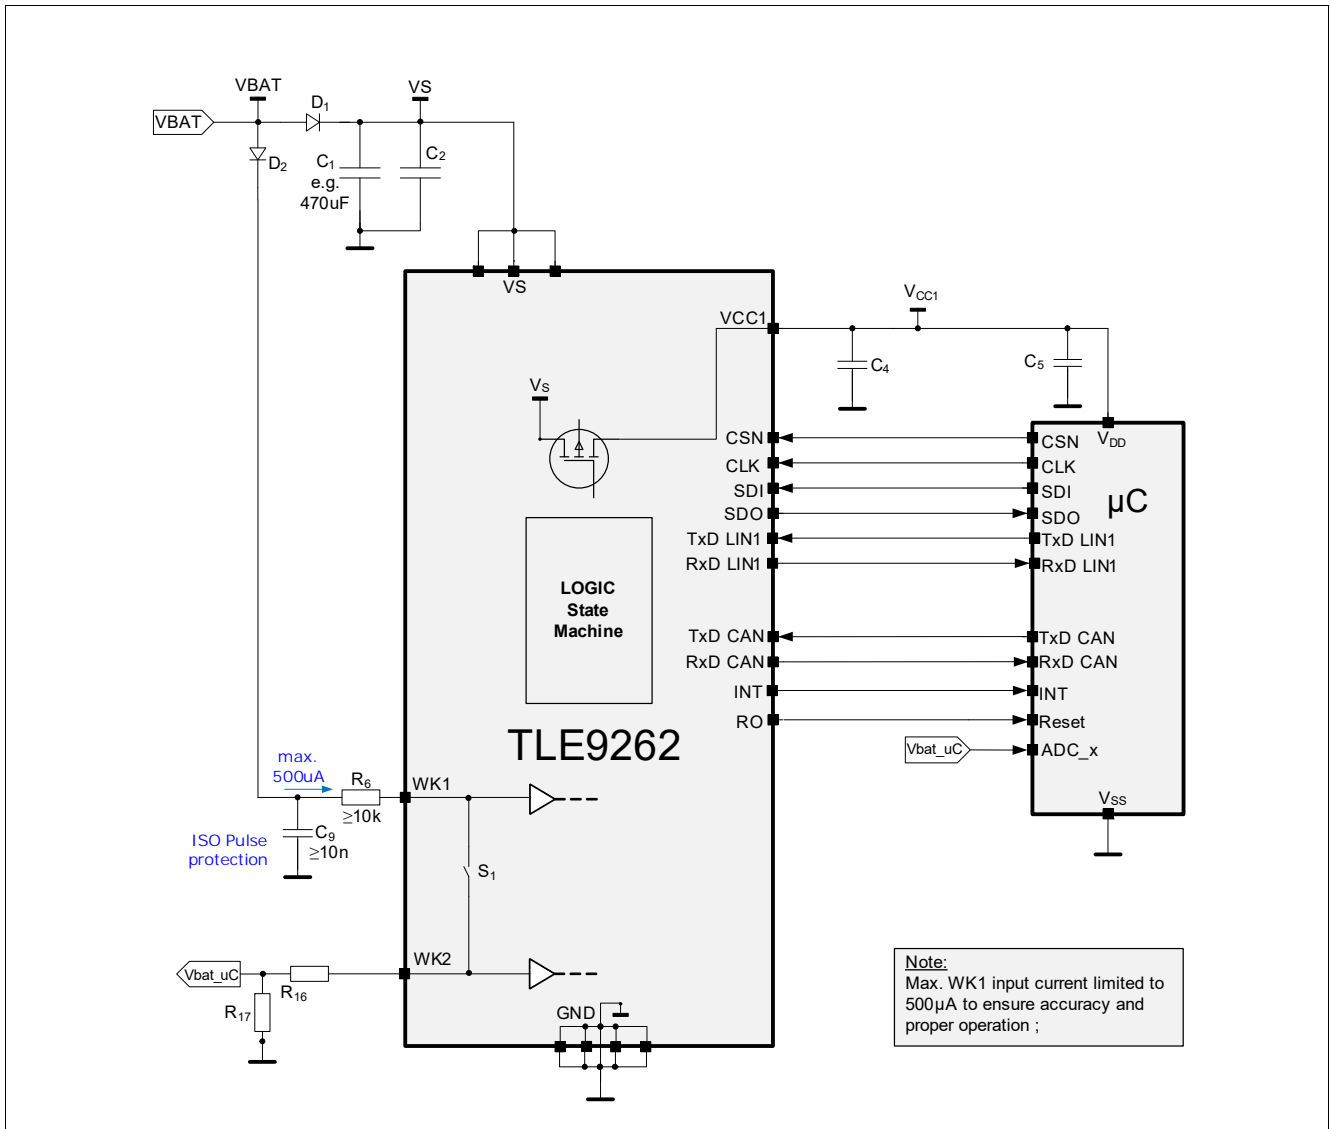 VBAT
VS
VBAT
D1
D2
C1
e.g.
470uF
C2
VS
VCC1
VCC1
C4
C5
VS
CSN
CLK
SDI
SDO
TxD LIN1
RxD LIN1
TxD CAN
RxD CAN
INT
RO
LOGIC
State
Machine
TLE9262
VDD
CSN
CLK
SDI
µC
SDO
TxD LIN1
RxD LIN1
TxD CAN
RxD CAN
INT
Reset
Vbat_uC
ADC_x
VSS
max.
500uA
R6
≥10k
WK1
ISO Pulse
protection
C9
≥10n
S1
WK2
Vbat_uC
R16
R17
GND
Note:
Max. WK1 input current limited to
500µA to ensure accuracy and
proper operation ;